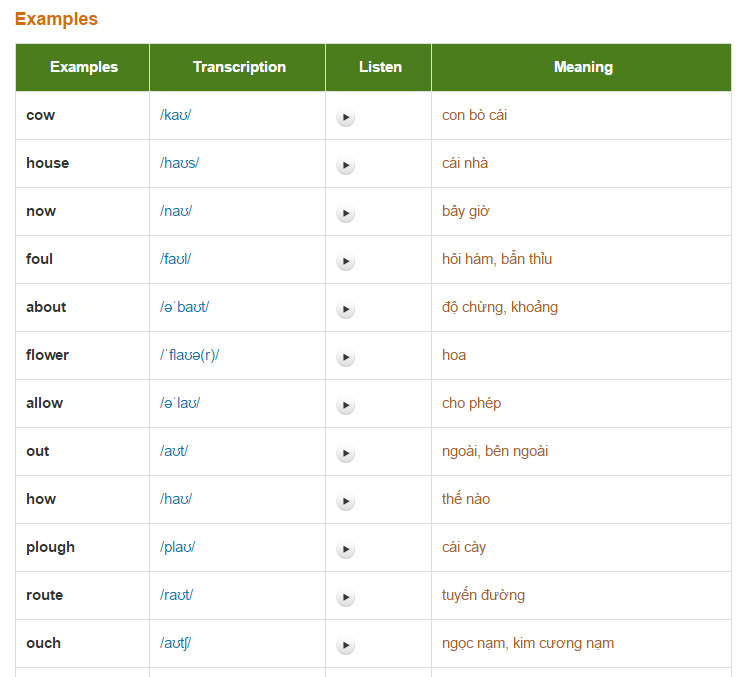 Examples
Examples Transcription Listen Meaning
cow /kaʊ/ con bò cái
house /haʊs/ cái nhà
now /naʊ/ bây giờ
foul /faʊl/ hôi hám, bẩn thỉu
about /əˈbaʊt/ độ chừng, khoảng
flower /ˈflaʊə(r)/ hoa
allow /əˈlaʊ/ cho phép
out /aʊt/ ngoài, bên ngoài
how /haʊ/ thế nào
plough /plaʊ/ cái cày
route /raʊt/ tuyến đường
ouch /aʊtʃ/ ngọc nạm, kim cương nạm